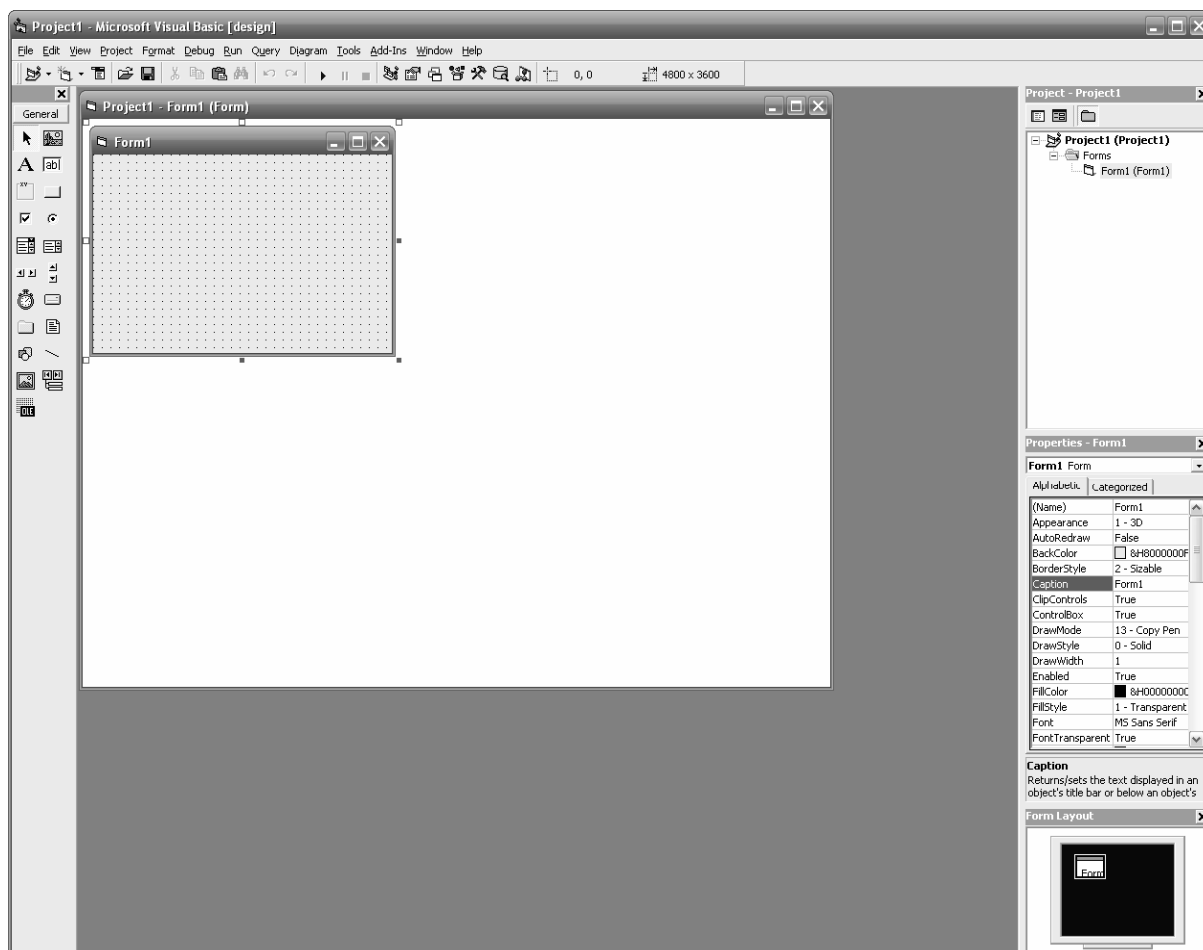 Project1 - Microsoft Visual Basic [design]
File Edit View Project Format Debug Run Query Diagram Tools Add-Ins Window Help
0, 0 4800 x 3600
General
A ab
xv
OLE
Project1 - Form1 (Form)
Form1
Project - Project1
Project1 (Project1)
Forms
Form1 (Form1)
Properties - Form1
Form1 Form
Alphabetic Categorized
(Name) Form1
Appearance 1 - 3D
AutoRedraw False
BackColor &H8000000F
BorderStyle 2 - Sizable
Caption Form1
ClipControls True
ControlBox True
DrawMode 13 - Copy Pen
DrawStyle 0 - Solid
DrawWidth 1
Enabled True
FillColor &H0000000
FillStyle 1 - Transparent
Font MS Sans Serif
FontTransparent True
Caption
Returns/sets the text displayed in an
object's title bar or below an object's
Form Layout
Form